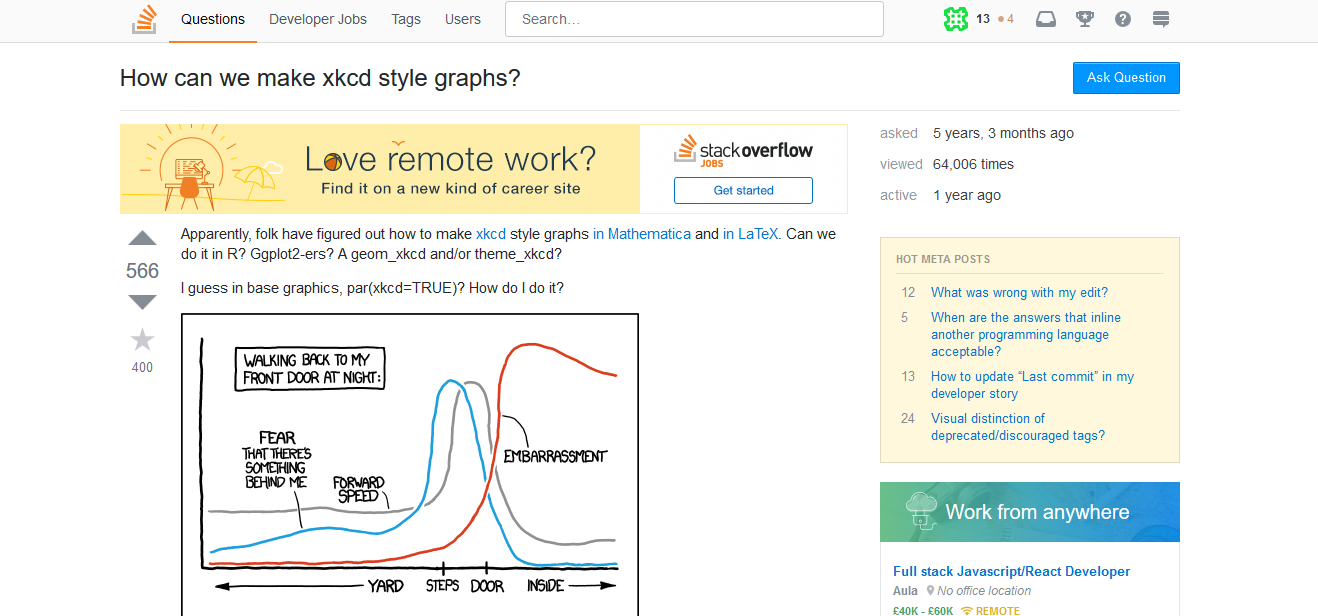 Questions Developer Jobs Tags Users Search… 13 4
How can we make xkcd style graphs?
Ask Question
Love remote work?
Find it on a new kind of career site
stackoverflow
JOBS
Get started
asked 5 years, 3 months ago
viewed 64,006 times
active 1 year ago
566
400
Apparently, folk have figured out how to make xkcd style graphs in Mathematica and in LaTeX. Can we
do it in R? Ggplot2-ers? A geom_xkcd and/or theme_xkcd?
I guess in base graphics, par(xkcd=TRUE)? How do I do it?
WALKING BACK TO MY
FRONT DOOR AT NIGHT:
FEAR
THAT THERE'S
SOMETHING
BEHIND ME
FORWARD
SPEED
EMBARRASSMENT
YARD STEPS DOOR INSIDE
HOT META POSTS
12 What was wrong with my edit?
5 When are the answers that inline
another programming language
acceptable?
13 How to update “Last commit” in my
developer story
24 Visual distinction of
deprecated/discouraged tags?
Work from anywhere
Full stack Javascript/React Developer
Aula No office location
£40K - £60K REMOTE